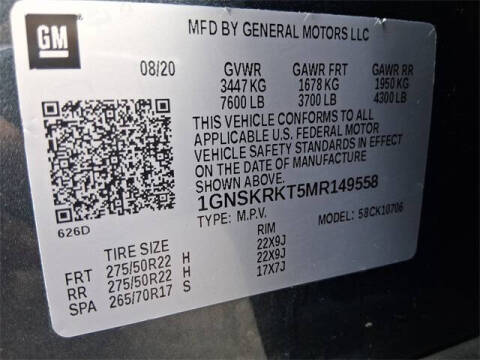 GM
MFD BY GENERAL MOTORS LLC
08/20 GVWR GAWR FRT GAWR RR
3447 KG 1678 KG 1950 KG
7600 LB 3700 LB 4300 LB
THIS VEHICLE CONFORMS TO ALL
APPLICABLE U.S. FEDERAL MOTOR
VEHICLE SAFETY STANDARDS IN EFFECT
ON THE DATE OF MANUFACTURE
SHOWN ABOVE.
1GNSKRKT5MR149558
626D TYPE: M.P.V. MODEL: 58CK10706
TIRE SIZE RIM
FRT 275/50R22 H 22X9J
RR 275/50R22 H 22X9J
SPA 265/70R17 S 17X7J